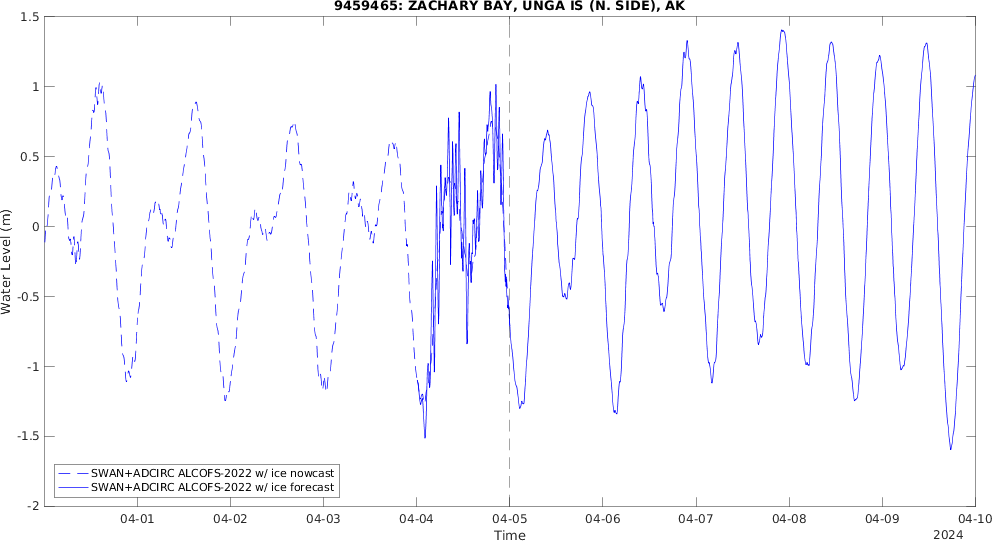 9459465: ZACHARY BAY, UNGA IS (N. SIDE), AK
1.5
1
0.5
0
-0.5
-1
-1.5
-2
Water Level (m)
SWAN+ADCIRC ALCOFS-2022 w/ ice nowcast
SWAN+ADCIRC ALCOFS-2022 w/ ice forecast
04-01 04-02 04-03 04-04 04-05 04-06 04-07 04-08 04-09 04-10
Time
2024